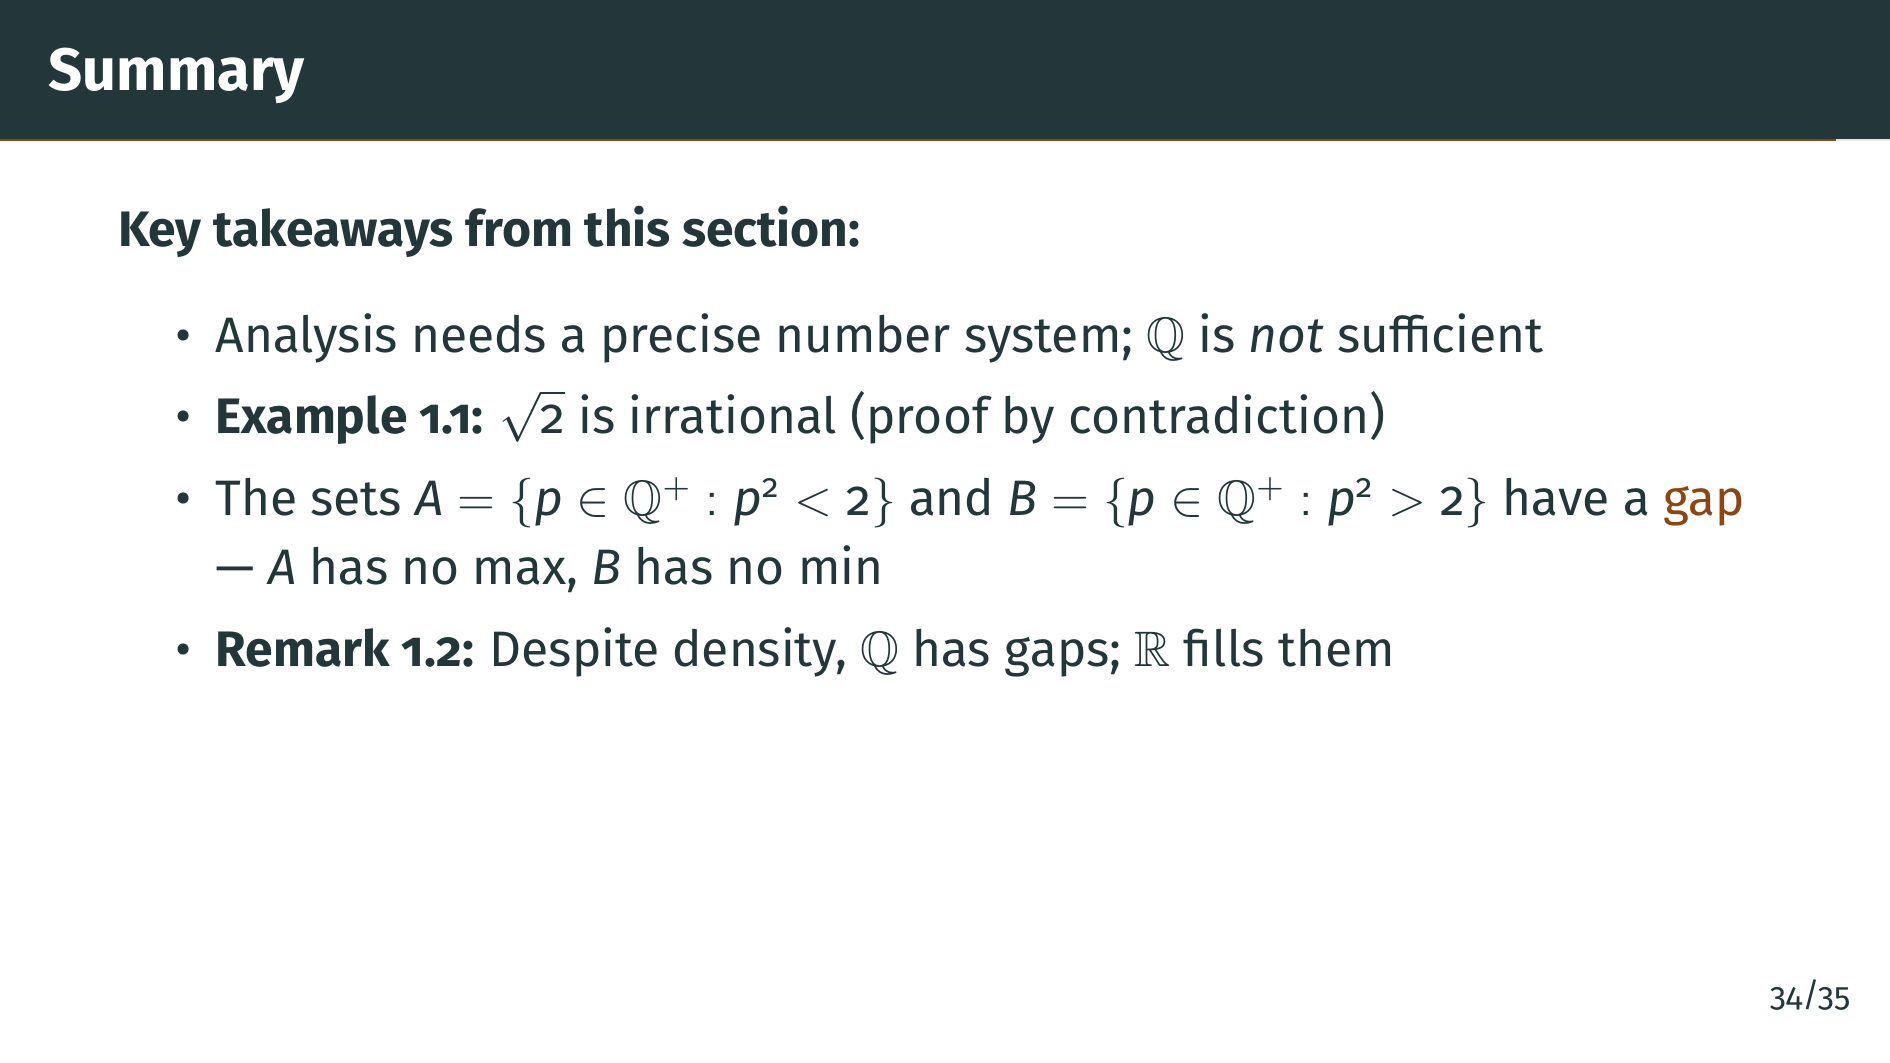 Summary
Key takeaways from this section:
• Analysis needs a precise number system; ℚ is not sufficient
• Example 1.1: √2 is irrational (proof by contradiction)
• The sets A = {p ∈ ℚ⁺ : p² < 2} and B = {p ∈ ℚ⁺ : p² > 2} have a gap
— A has no max, B has no min
• Remark 1.2: Despite density, ℚ has gaps; ℝ fills them
34/35